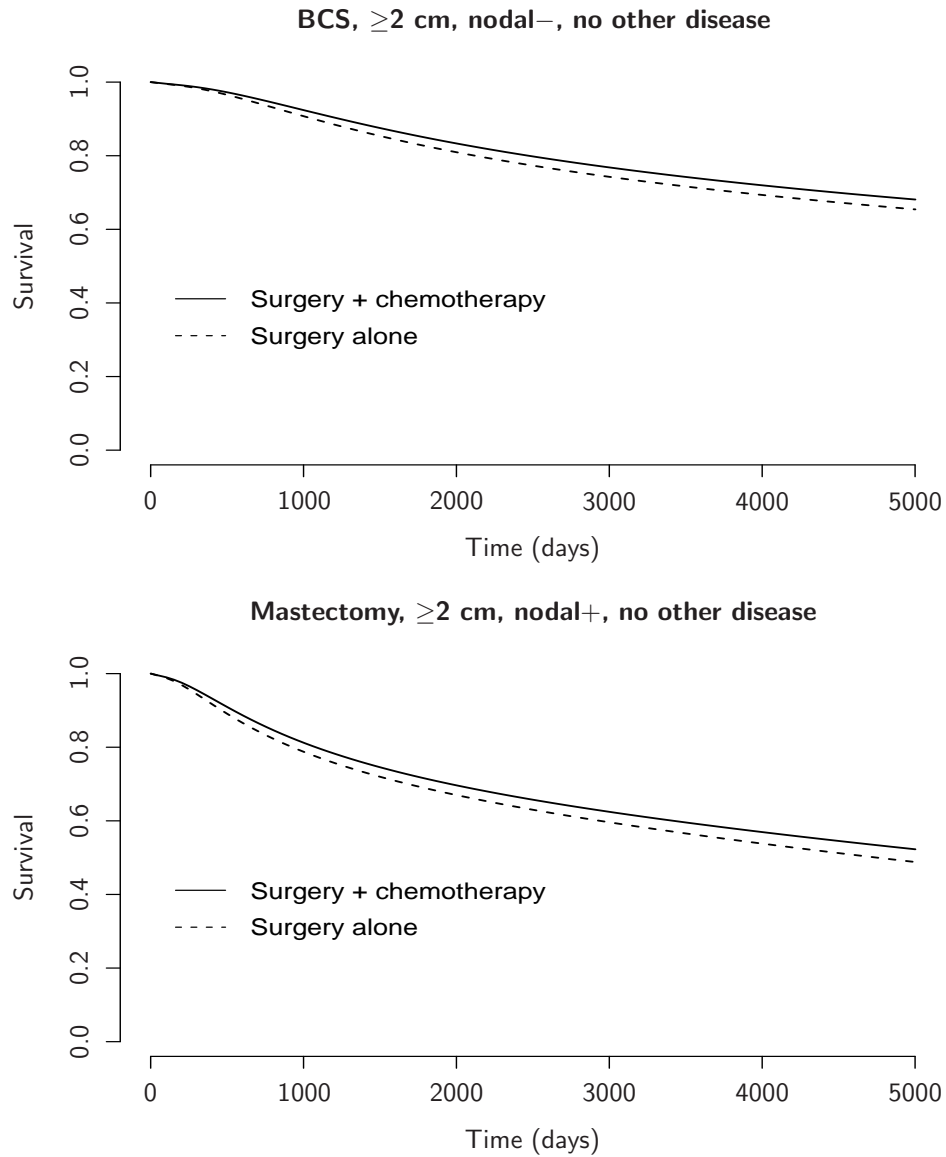 BCS, ≥2 cm, nodal−, no other disease
1.0
0.8
0.6
0.4
0.2
0.0
Survival
Surgery + chemotherapy
Surgery alone
0 1000 2000 3000 4000 5000
Time (days)
Mastectomy, ≥2 cm, nodal+, no other disease
1.0
0.8
0.6
0.4
0.2
0.0
Survival
Surgery + chemotherapy
Surgery alone
0 1000 2000 3000 4000 5000
Time (days)